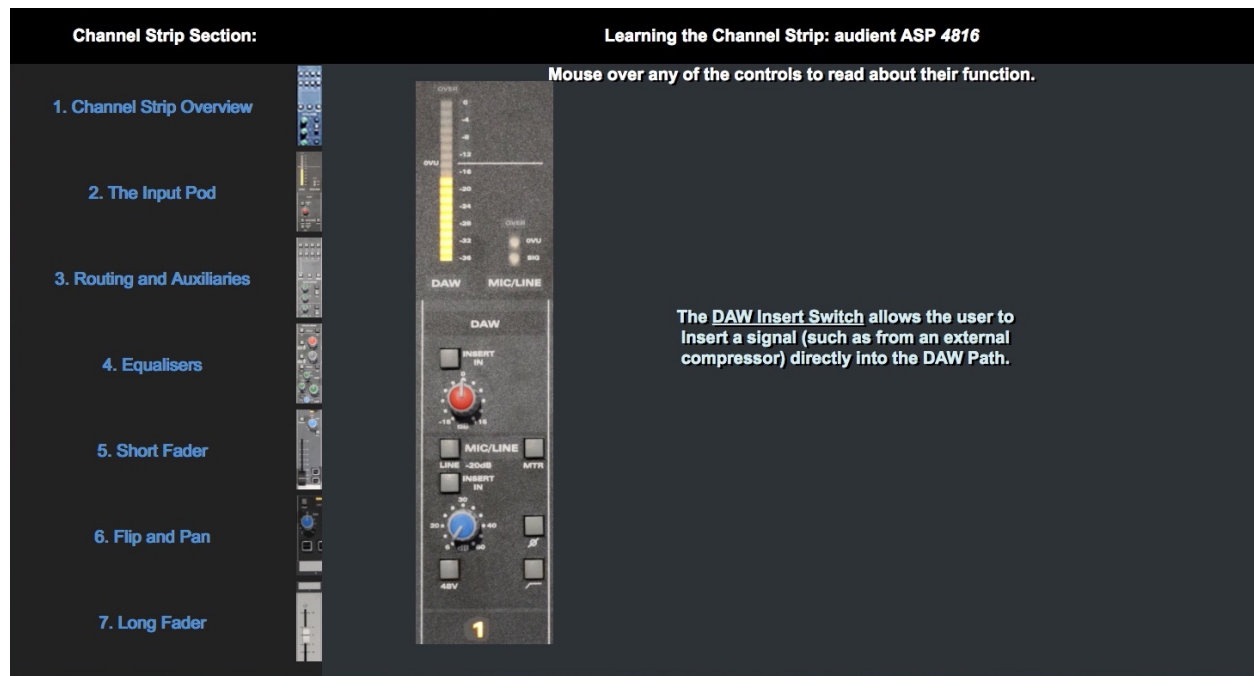 Channel Strip Section:
Learning the Channel Strip: audient ASP 4816
Mouse over any of the controls to read about their function.
1. Channel Strip Overview
2. The Input Pod
3. Routing and Auxiliaries
4. Equalisers
5. Short Fader
6. Flip and Pan
7. Long Fader
OVER
0
-4
-8
-12
0VU
-16
-20
-24
-28
OVER
-32
0VU
-36
SIG
DAW MIC/LINE
DAW
INSERT
IN
0
-15 15
dB
MIC/LINE
LINE -20dB MTR
INSERT
IN
30
20 40
6 dB 60
Ø
48V
1
The DAW Insert Switch allows the user to
Insert a signal (such as from an external
compressor) directly into the DAW Path.